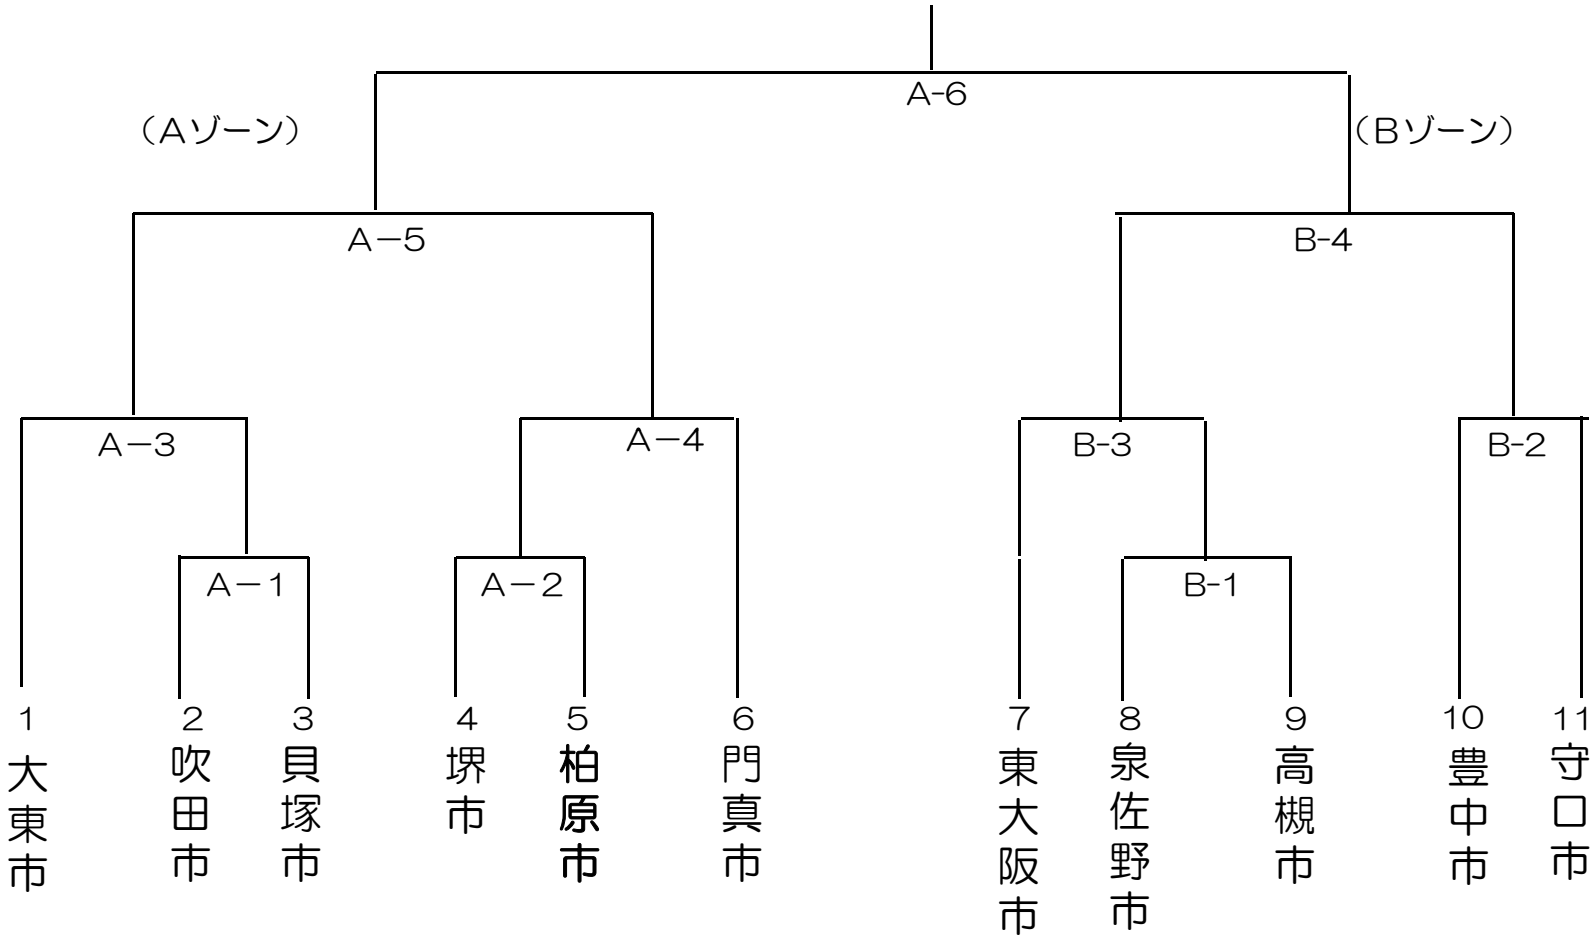 A-6
（Aゾーン）
（Bゾーン）
A－5
B-4
A－3
A－4
B-3
B-2
A－1
A－2
B-1
1
2
3
4
5
6
7
8
9
10
11
大東市
吹田市
貝塚市
堺市
柏原市
門真市
東大阪市
泉佐野市
高槻市
豊中市
守口市